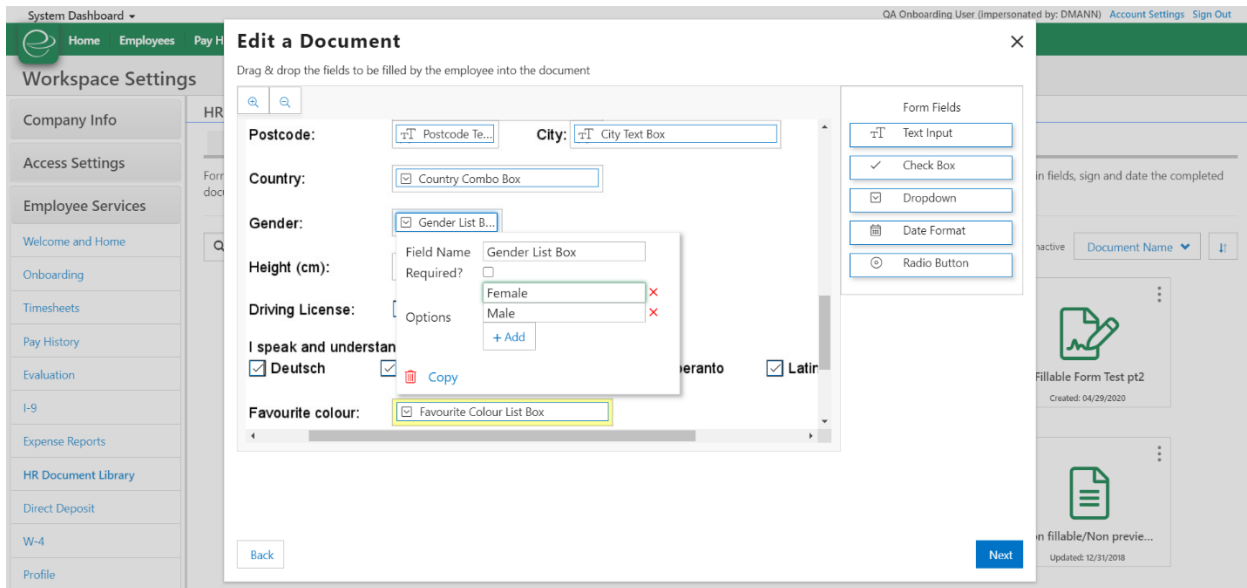 System Dashboard
QA Onboarding User (impersonated by: DMANN) Account Settings Sign Out
Home Employees Pay H
Workspace Settings
Company Info
Access Settings
Employee Services
Welcome and Home
Onboarding
Timesheets
Pay History
Evaluation
I-9
Expense Reports
HR Document Library
Direct Deposit
W-4
Profile
HR
Form
docu
Edit a Document
Drag & drop the fields to be filled by the employee into the document
Postcode: Postcode Te... City: City Text Box
Country: Country Combo Box
Gender: Gender List B...
Height (cm):
Driving License:
I speak and understan
Deutsch peranto Latin
Favourite colour: Favourite Colour List Box
Field Name Gender List Box
Required?
Female
Options Male
+ Add
Copy
Form Fields
Text Input
Check Box
Dropdown
Date Format
Radio Button
Back
Next
in fields, sign and date the completed
nactive Document Name
Fillable Form Test pt2
Created: 04/29/2020
n fillable/Non previe...
Updated: 12/31/2018